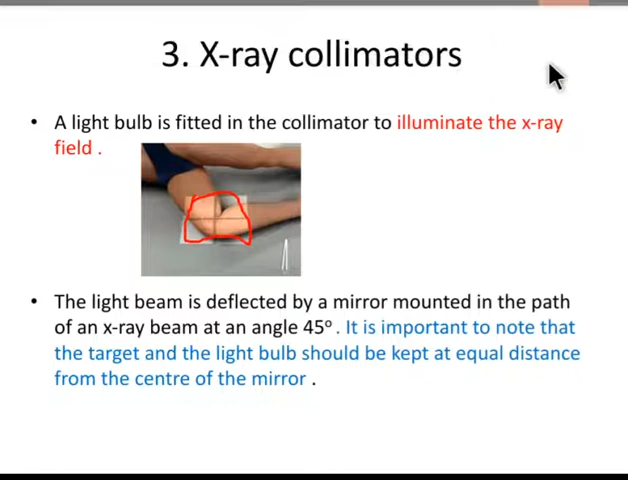 3. X-ray collimators
• A light bulb is fitted in the collimator to illuminate the x-ray
field .
• The light beam is deflected by a mirror mounted in the path
of an x-ray beam at an angle 45º . It is important to note that
the target and the light bulb should be kept at equal distance
from the centre of the mirror .